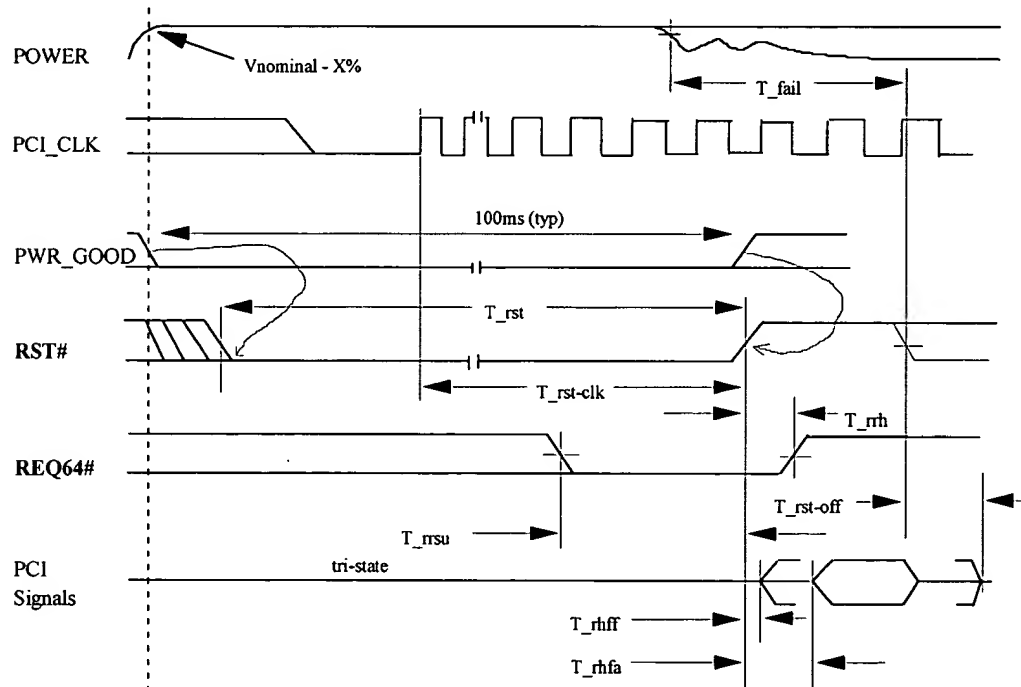 POWER
Vnominal - X%
T_fail
PCI_CLK
100ms (typ)
PWR_GOOD
T_rst
RST#
T_rst-clk
T_rrh
REQ64#
T_rst-off
T_rrsu
PCI
Signals
tri-state
T_rhff
T_rhfa